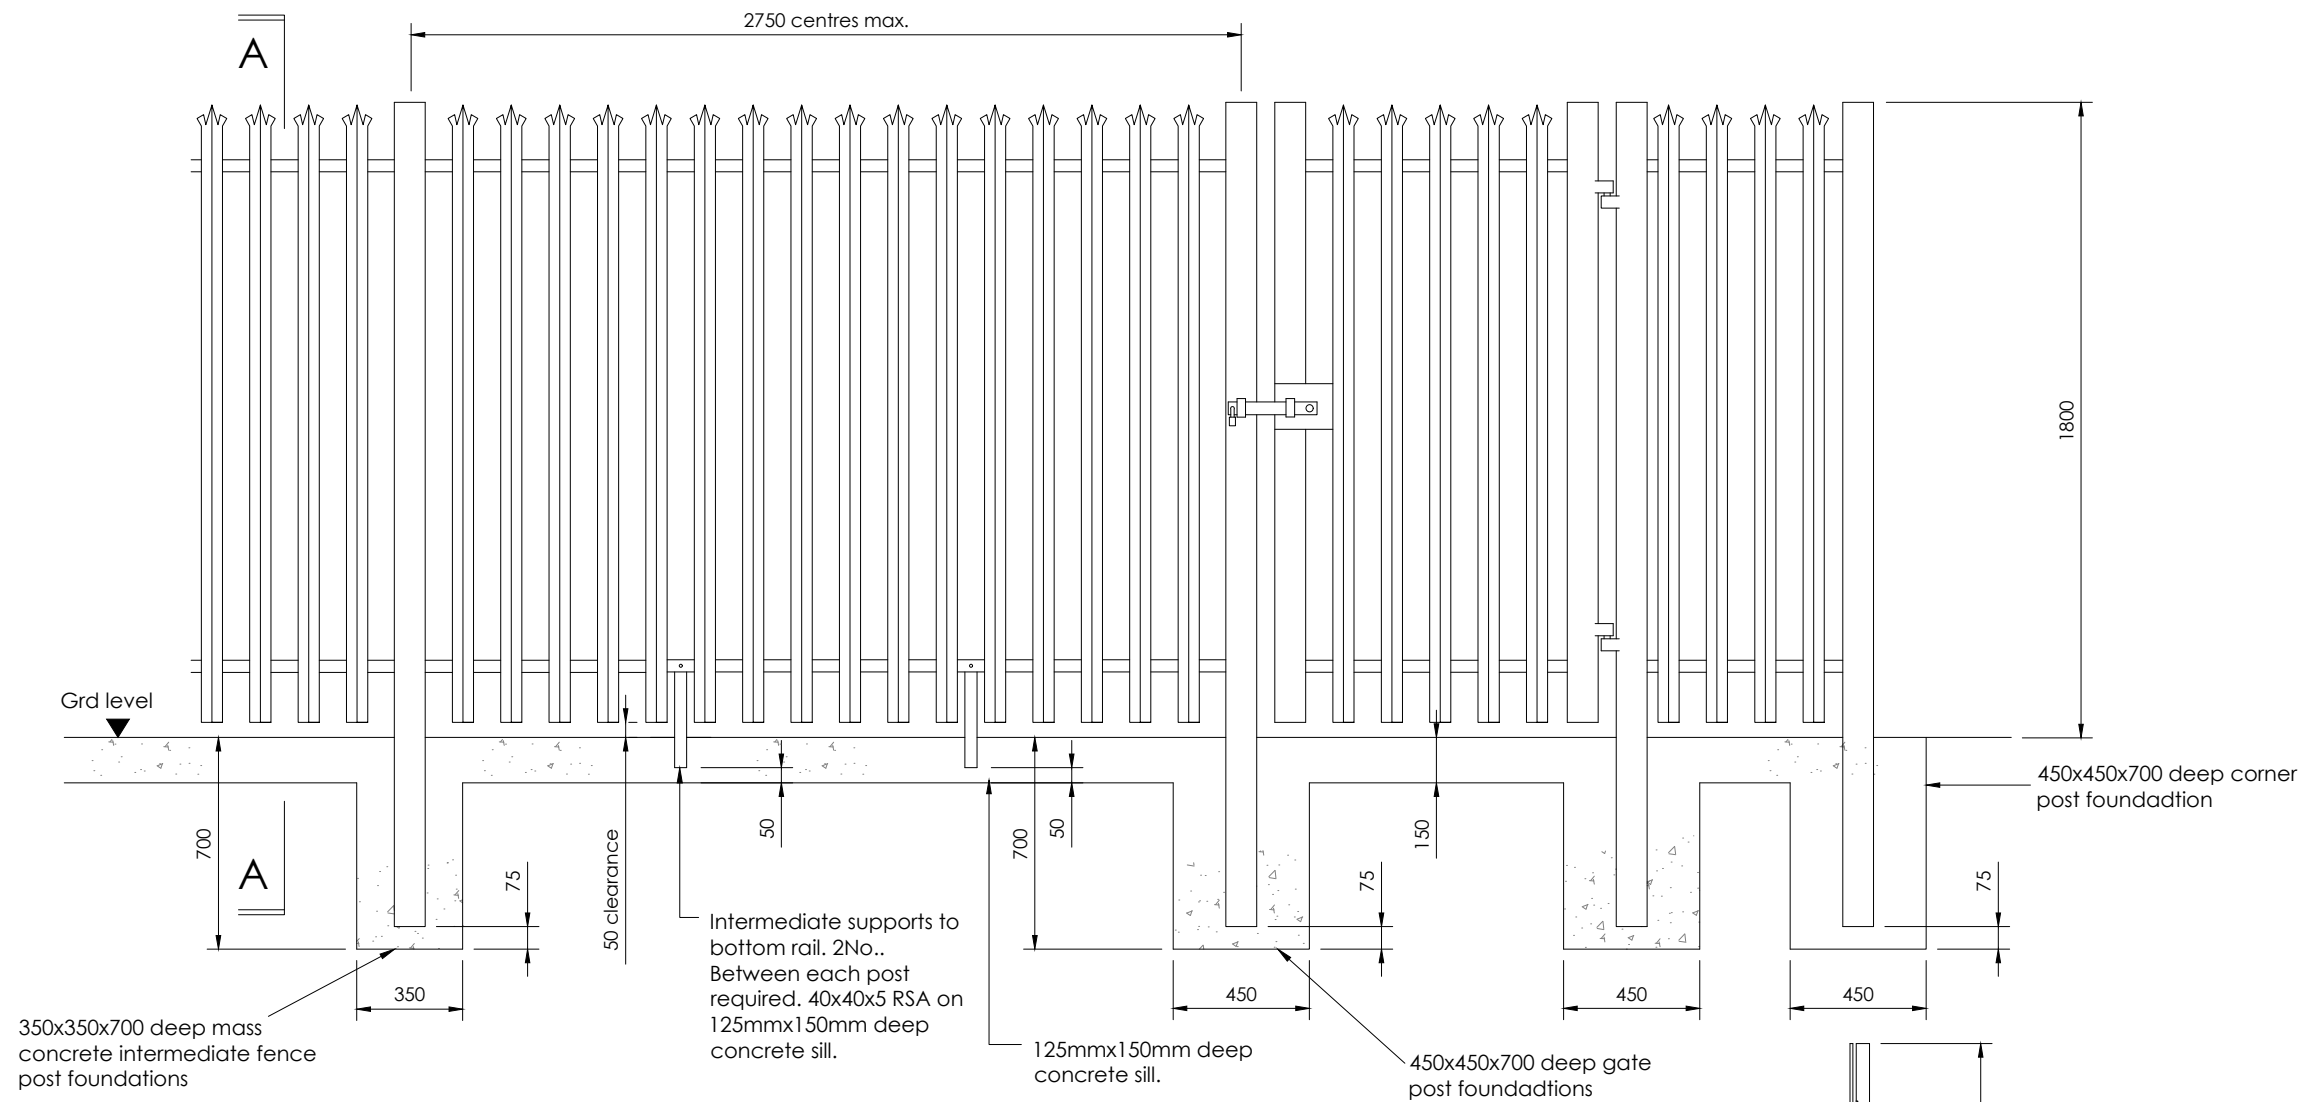 2750 centres max.
A
1800
Grd level
700
A
75
50 clearance
50
700
50
150
75
75
450x450x700 deep corner
post foundadtion
350
450
450
450
Intermediate supports to
bottom rail. 2No..
Between each post
required. 40x40x5 RSA on
125mmx150mm deep
concrete sill.
350x350x700 deep mass
concrete intermediate fence
post foundations
125mmx150mm deep
concrete sill.
450x450x700 deep gate
post foundadtions